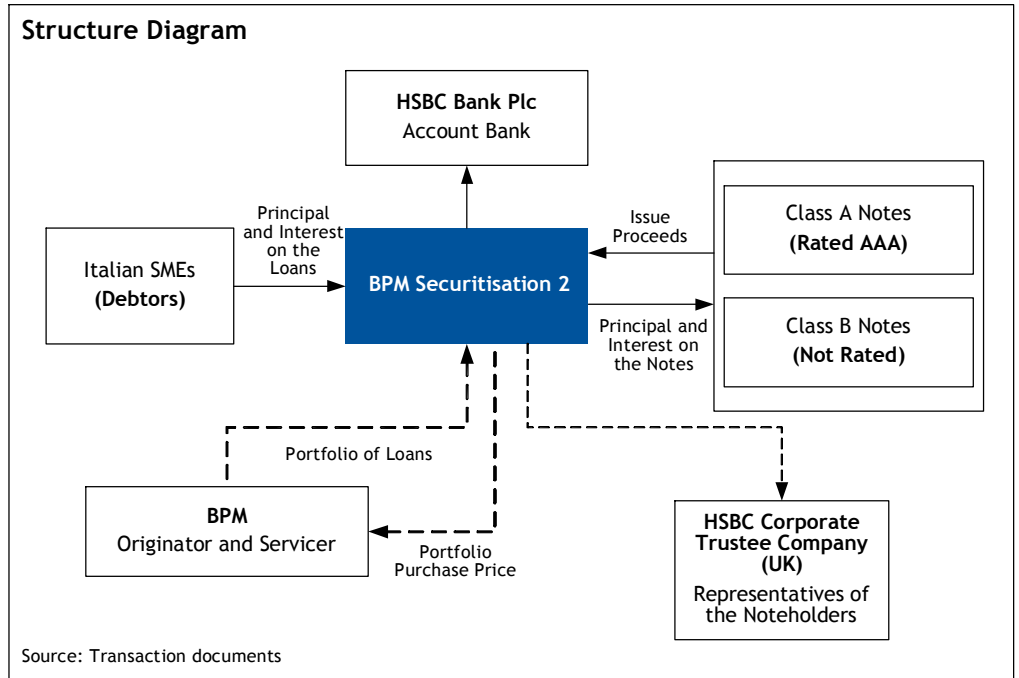 Structure Diagram
HSBC Bank Plc
Account Bank
Principal
and Interest
on the
Loans
Issue
Proceeds
Class A Notes
(Rated AAA)
Italian SMEs
(Debtors)
BPM Securitisation 2
Principal and
Interest on
the Notes
Class B Notes
(Not Rated)
Portfolio of Loans
BPM
Originator and Servicer
Portfolio
Purchase Price
HSBC Corporate
Trustee Company
(UK)
Representatives of
the Noteholders
Source: Transaction documents